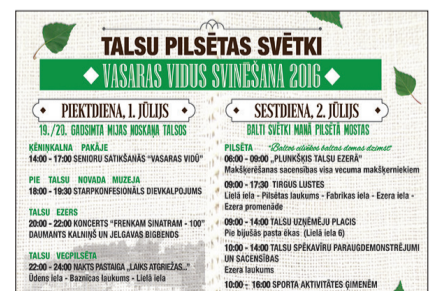 TALSU PILSĒTAS SVĒTKI
VASARAS VIDUS SVINĒŠANA 2016
PIEKTDIENA, 1. JŪLIJS
19./20. GADSIMTA MIJAS NOSKAŅA TALSOS
ĶĒNIŅKALNA PAKĀJE
14:00 - 17:00 SENIORU SATIKŠANĀS "VASARAS VIDŪ"
PIE TALSU NOVADA MUZEJA
18:00 - 19:30 STARPKONFESIONĀLS DIEVKALPOJUMS
TALSU EZERS
20:00 - 22:00 KONCERTS "FRENKAM SINATRAM - 100"
DAUMANTS KALNIŅŠ UN JELGAVAS BIGBENDS
TALSU VECPILSĒTA
22:00 - 24:00 NAKTS PASTAIGA „LAIKS ATGRIEŽAS..."
Ūdens iela - Baznīcas laukums - Lielā iela
SESTDIENA, 2. JŪLIJS
BALTI SVĒTKI MANĀ PILSĒTĀ MOSTAS
PILSĒTA "Baltos cilvēkos baltas domas dzimst"
06:00 - 09:00 „PLUNKŠĶIS TALSU EZERĀ"
Makšķerēšanas sacensības visa vecuma makšķerniekiem
09:00 - 17:30 TIRGUS LUSTES
Lielā iela - Pilsētas laukums - Fabrikas iela - Ezera iela -
Ezera promenāde
09:00 - 14:00 TALSU UZŅĒMĒJU PLACIS
Pie bijušās pasta ēkas (Lielā iela 6)
10:00 - 14:00 TALSU SPĒKAVĪRU PARAUGDEMONSTRĒJUMI
UN SACENSĪBAS
Ezera laukums
10:00 - 16:00 SPORTA AKTIVITĀTES ĢIMENĒM